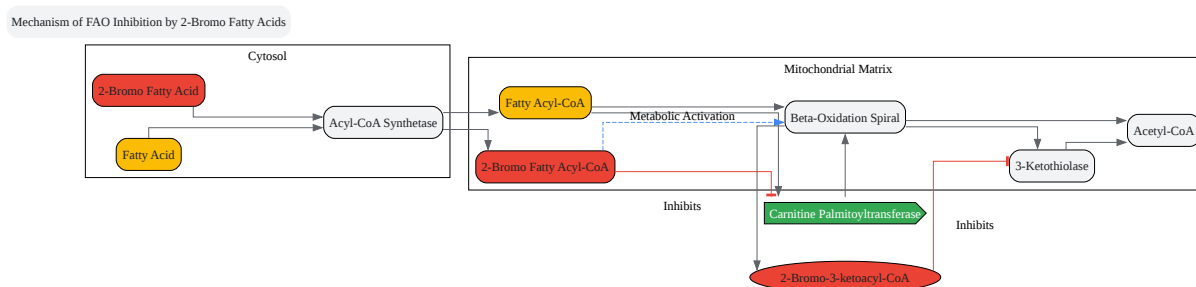 Mechanism of FAO Inhibition by 2-Bromo Fatty Acids
Cytosol
2-Bromo Fatty Acid
Fatty Acid
Acyl-CoA Synthetase
Mitochondrial Matrix
Fatty Acyl-CoA
Metabolic Activation
2-Bromo Fatty Acyl-CoA
Beta-Oxidation Spiral
Acetyl-CoA
3-Ketothiolase
Inhibits
Carnitine Palmitoyltransferase
Inhibits
2-Bromo-3-ketoacyl-CoA